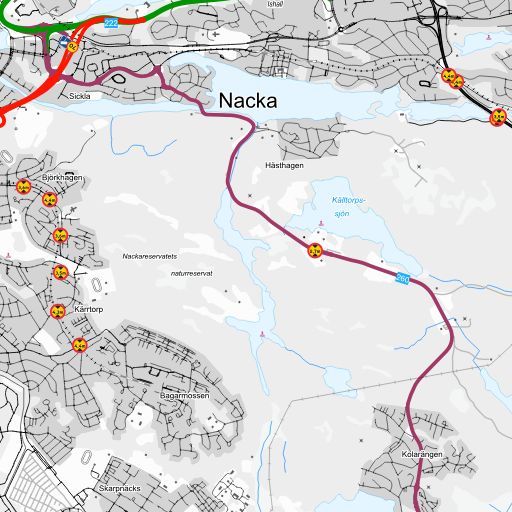 Ishall
222
Sickla
Nacka
Hästhagen
Björkhagen
Källtorps-
sjön
Nackareservatets
naturreservat
260
Kärrtorp
Bagarmossen
Kolarängen
Skarpnäcks